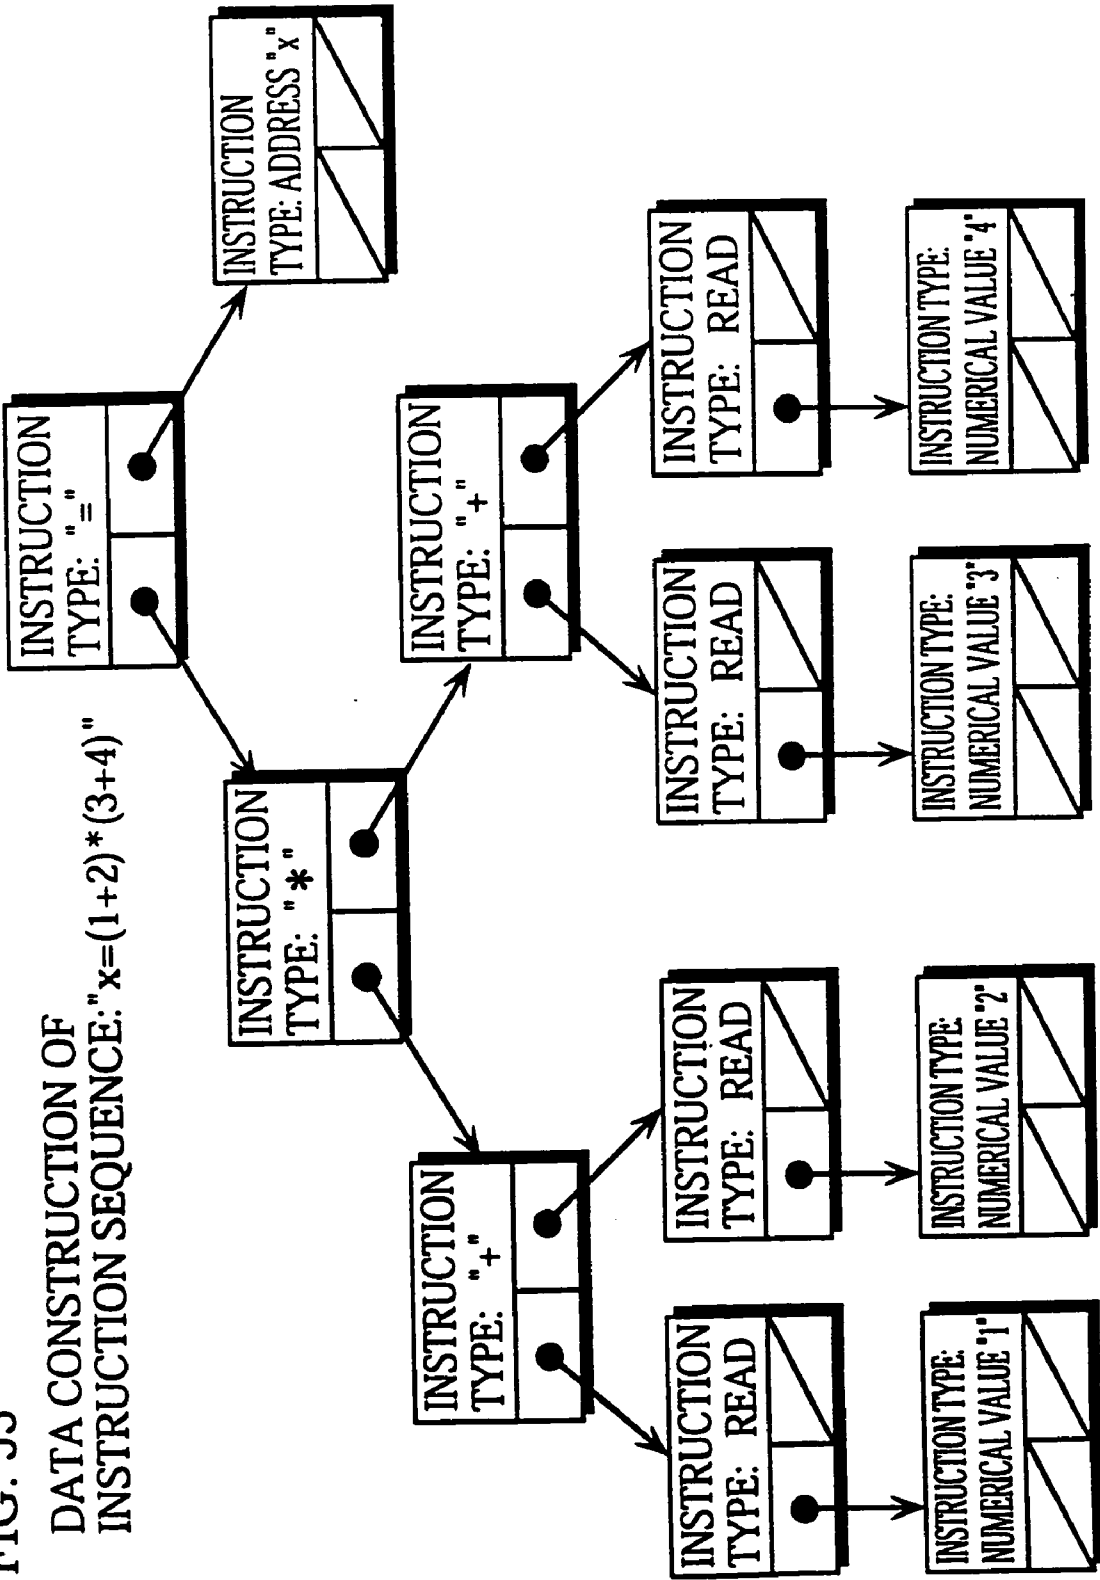 DATA CONSTRUCTION OF
INSTRUCTION SEQUENCE:"x=(1+2)*(3+4)"
INSTRUCTION
TYPE: "="
INSTRUCTION
TYPE: ADDRESS "x"
INSTRUCTION
TYPE: "*"
INSTRUCTION
TYPE: "+"
INSTRUCTION
TYPE: "+"
INSTRUCTION
TYPE: READ
INSTRUCTION
TYPE: READ
INSTRUCTION
TYPE: READ
INSTRUCTION
TYPE: READ
INSTRUCTION TYPE:
NUMERICAL VALUE "1"
INSTRUCTION TYPE:
NUMERICAL VALUE "2"
INSTRUCTION TYPE:
NUMERICAL VALUE "3"
INSTRUCTION TYPE:
NUMERICAL VALUE "4"